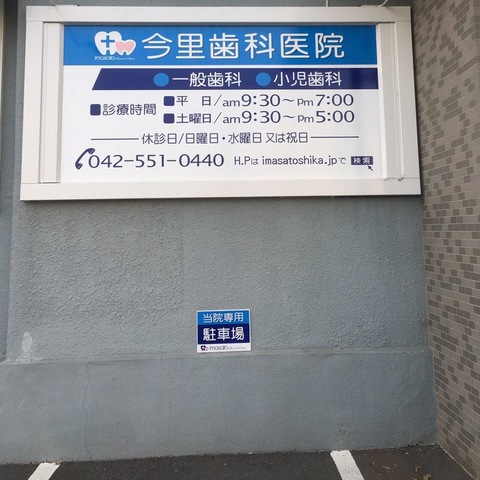 今里歯科医院
●一般歯科 ●小児歯科
■診療時間
■平 日/am9:30〜pm7:00
■土曜日/am9:30〜pm5:00
休診日/日曜日・水曜日又は祝日
042-551-0440 H.Pは imasatoshika.jpで 検索
当院専用
駐車場